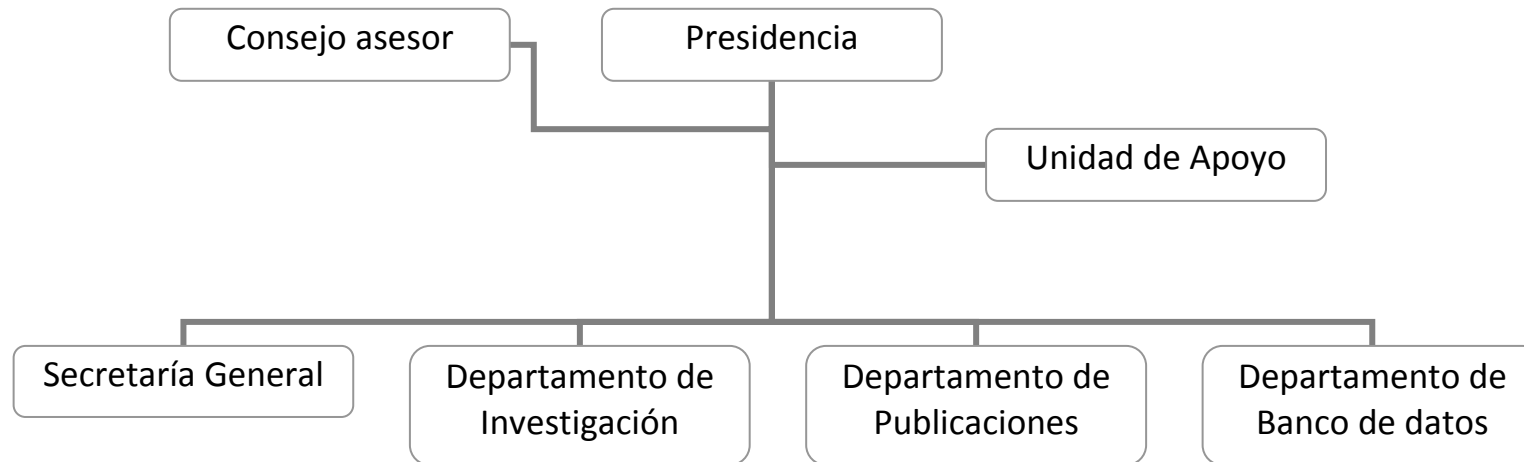 Consejo asesor
Presidencia
Unidad de Apoyo
Secretaría General
Departamento de
Investigación
Departamento de
Publicaciones
Departamento de
Banco de datos